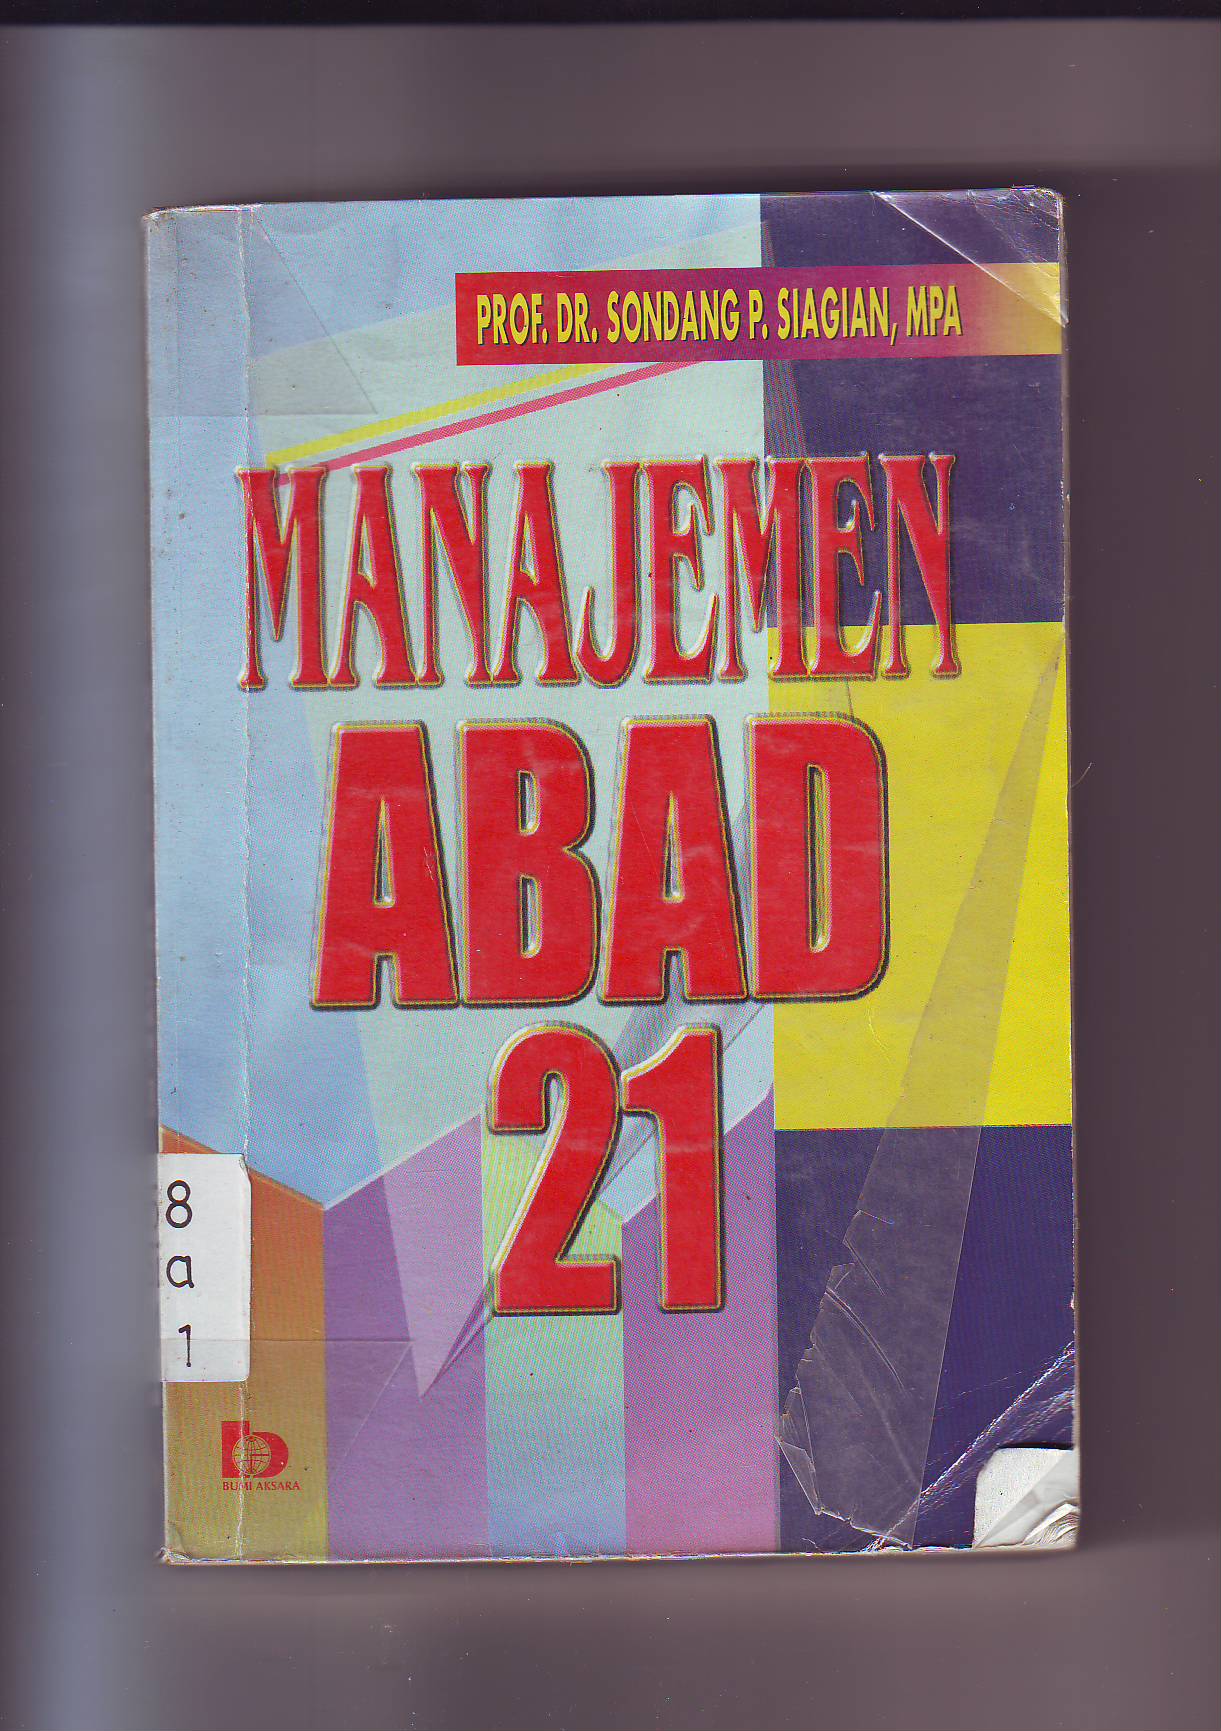 PROF. DR. SONDANG P. SIAGIAN, MPA
MANAJEMEN
ABAD
21
8
a
1
b
BUMI AKSARA